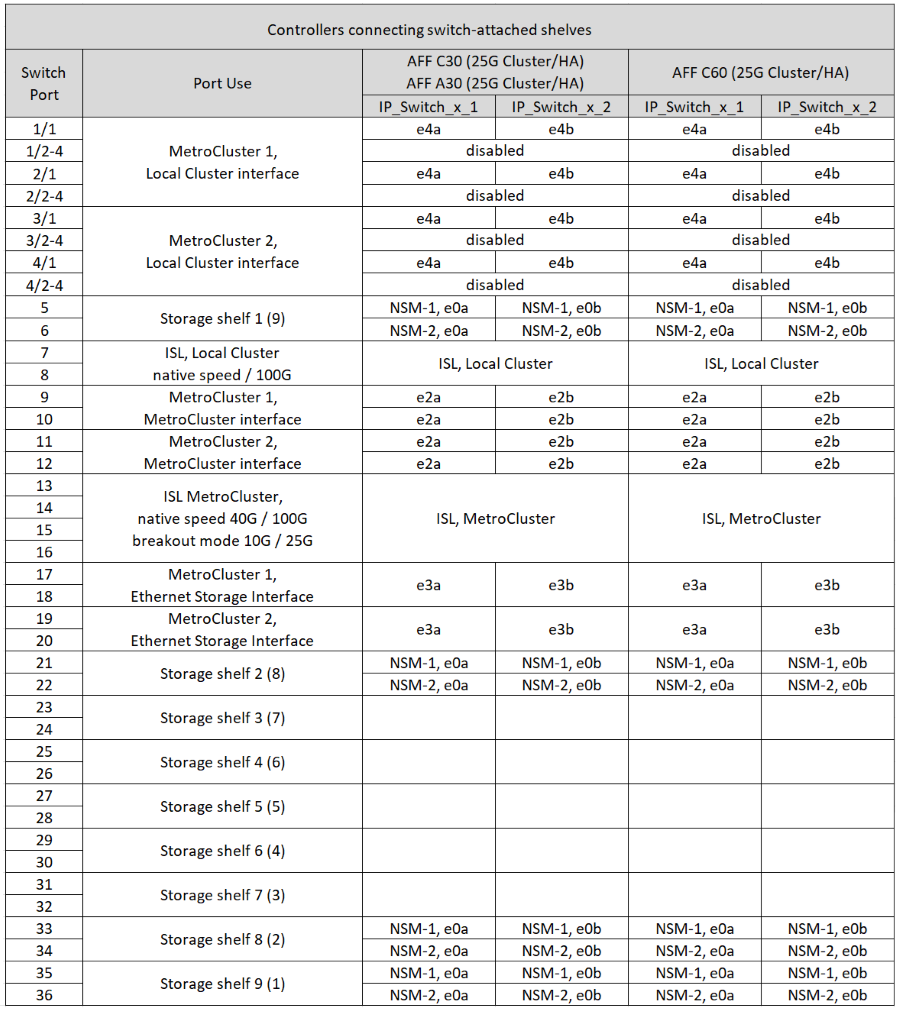 Controllers connecting switch-attached shelves
Switch Port | Port Use | AFF C30 (25G Cluster/HA) AFF A30 (25G Cluster/HA) | AFF C60 (25G Cluster/HA)
IP_Switch_x_1 | IP_Switch_x_2 | IP_Switch_x_1 | IP_Switch_x_2
1/1 | MetroCluster 1, Local Cluster interface | e4a | e4b | e4a | e4b
1/2-4 | disabled | disabled
2/1 | e4a | e4b | e4a | e4b
2/2-4 | disabled | disabled
3/1 | MetroCluster 2, Local Cluster interface | e4a | e4b | e4a | e4b
3/2-4 | disabled | disabled
4/1 | e4a | e4b | e4a | e4b
4/2-4 | disabled | disabled
5 | Storage shelf 1 (9) | NSM-1, e0a | NSM-1, e0b | NSM-1, e0a | NSM-1, e0b
6 | NSM-2, e0a | NSM-2, e0b | NSM-2, e0a | NSM-2, e0b
7 | ISL, Local Cluster native speed / 100G | ISL, Local Cluster | ISL, Local Cluster
8
9 | MetroCluster 1, MetroCluster interface | e2a | e2b | e2a | e2b
10 | e2a | e2b | e2a | e2b
11 | MetroCluster 2, MetroCluster interface | e2a | e2b | e2a | e2b
12 | e2a | e2b | e2a | e2b
13 | ISL MetroCluster, native speed 40G / 100G breakout mode 10G / 25G | ISL, MetroCluster | ISL, MetroCluster
14
15
16
17 | MetroCluster 1, Ethernet Storage Interface | e3a | e3b | e3a | e3b
18
19 | MetroCluster 2, Ethernet Storage Interface | e3a | e3b | e3a | e3b
20
21 | Storage shelf 2 (8) | NSM-1, e0a | NSM-1, e0b | NSM-1, e0a | NSM-1, e0b
22 | NSM-2, e0a | NSM-2, e0b | NSM-2, e0a | NSM-2, e0b
23 | Storage shelf 3 (7)
24
25 | Storage shelf 4 (6)
26
27 | Storage shelf 5 (5)
28
29 | Storage shelf 6 (4)
30
31 | Storage shelf 7 (3)
32
33 | Storage shelf 8 (2) | NSM-1, e0a | NSM-1, e0b | NSM-1, e0a | NSM-1, e0b
34 | NSM-2, e0a | NSM-2, e0b | NSM-2, e0a | NSM-2, e0b
35 | Storage shelf 9 (1) | NSM-1, e0a | NSM-1, e0b | NSM-1, e0a | NSM-1, e0b
36 | NSM-2, e0a | NSM-2, e0b | NSM-2, e0a | NSM-2, e0b